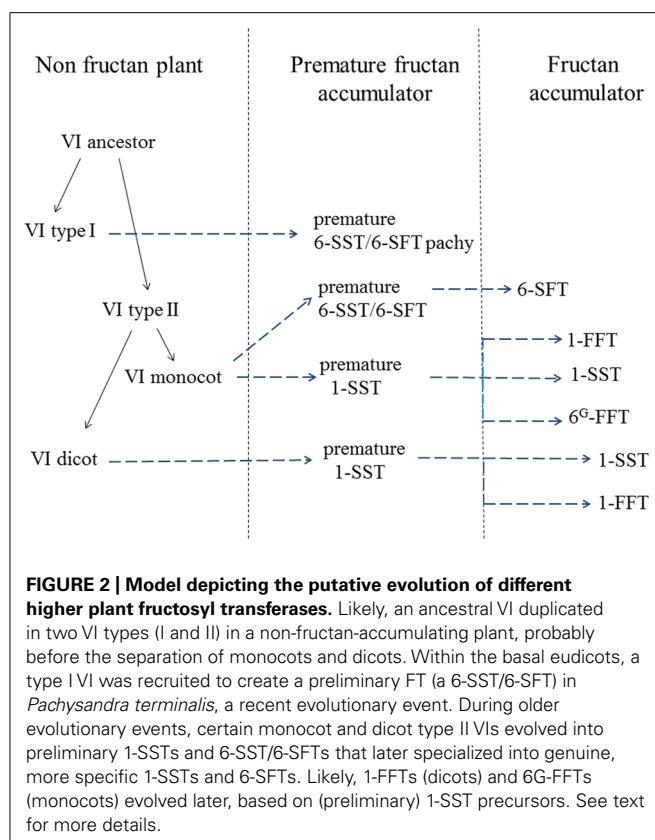 Non fructan plant
Premature fructan
accumulator
Fructan
accumulator
VI ancestor
VI type I
premature
6-SST/6-SFT pachy
VI type II
premature
6-SST/6-SFT
6-SFT
VI monocot
premature
1-SST
1-FFT
1-SST
6ᴳ-FFT
VI dicot
premature
1-SST
1-SST
1-FFT
FIGURE 2 | Model depicting the putative evolution of different
higher plant fructosyl transferases. Likely, an ancestral VI duplicated
in two VI types (I and II) in a non-fructan-accumulating plant, probably
before the separation of monocots and dicots. Within the basal eudicots, a
type I VI was recruited to create a preliminary FT (a 6-SST/6-SFT) in
Pachysandra terminalis, a recent evolutionary event. During older
evolutionary events, certain monocot and dicot type II VIs evolved into
preliminary 1-SSTs and 6-SST/6-SFTs that later specialized into genuine,
more specific 1-SSTs and 6-SFTs. Likely, 1-FFTs (dicots) and 6G-FFTs
(monocots) evolved later, based on (preliminary) 1-SST precursors. See text
for more details.